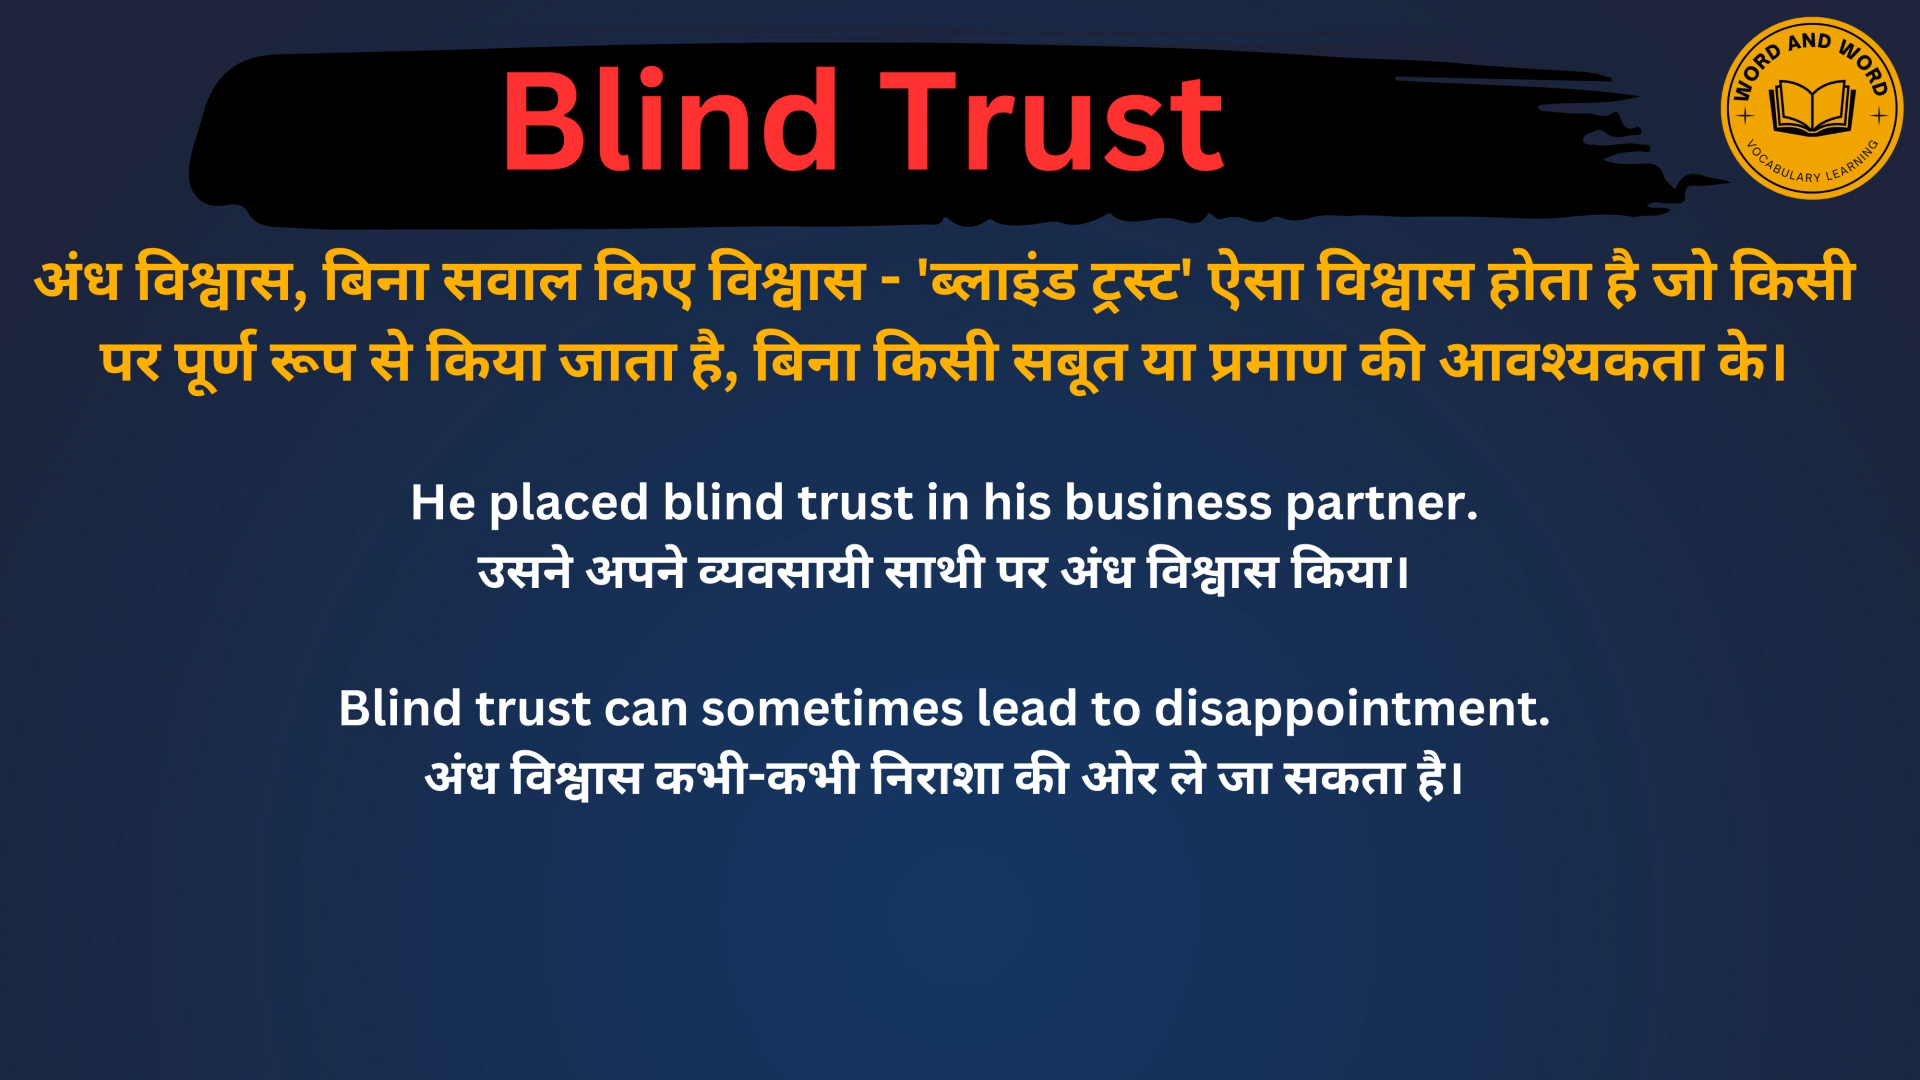 Blind Trust
WORD AND WORD
VOCABULARY LEARNING
अंध विश्वास, बिना सवाल किए विश्वास - 'ब्लाइंड ट्रस्ट' ऐसा विश्वास होता है जो किसी
पर पूर्ण रूप से किया जाता है, बिना किसी सबूत या प्रमाण की आवश्यकता के।
He placed blind trust in his business partner.
उसने अपने व्यवसायी साथी पर अंध विश्वास किया।
Blind trust can sometimes lead to disappointment.
अंध विश्वास कभी-कभी निराशा की ओर ले जा सकता है।